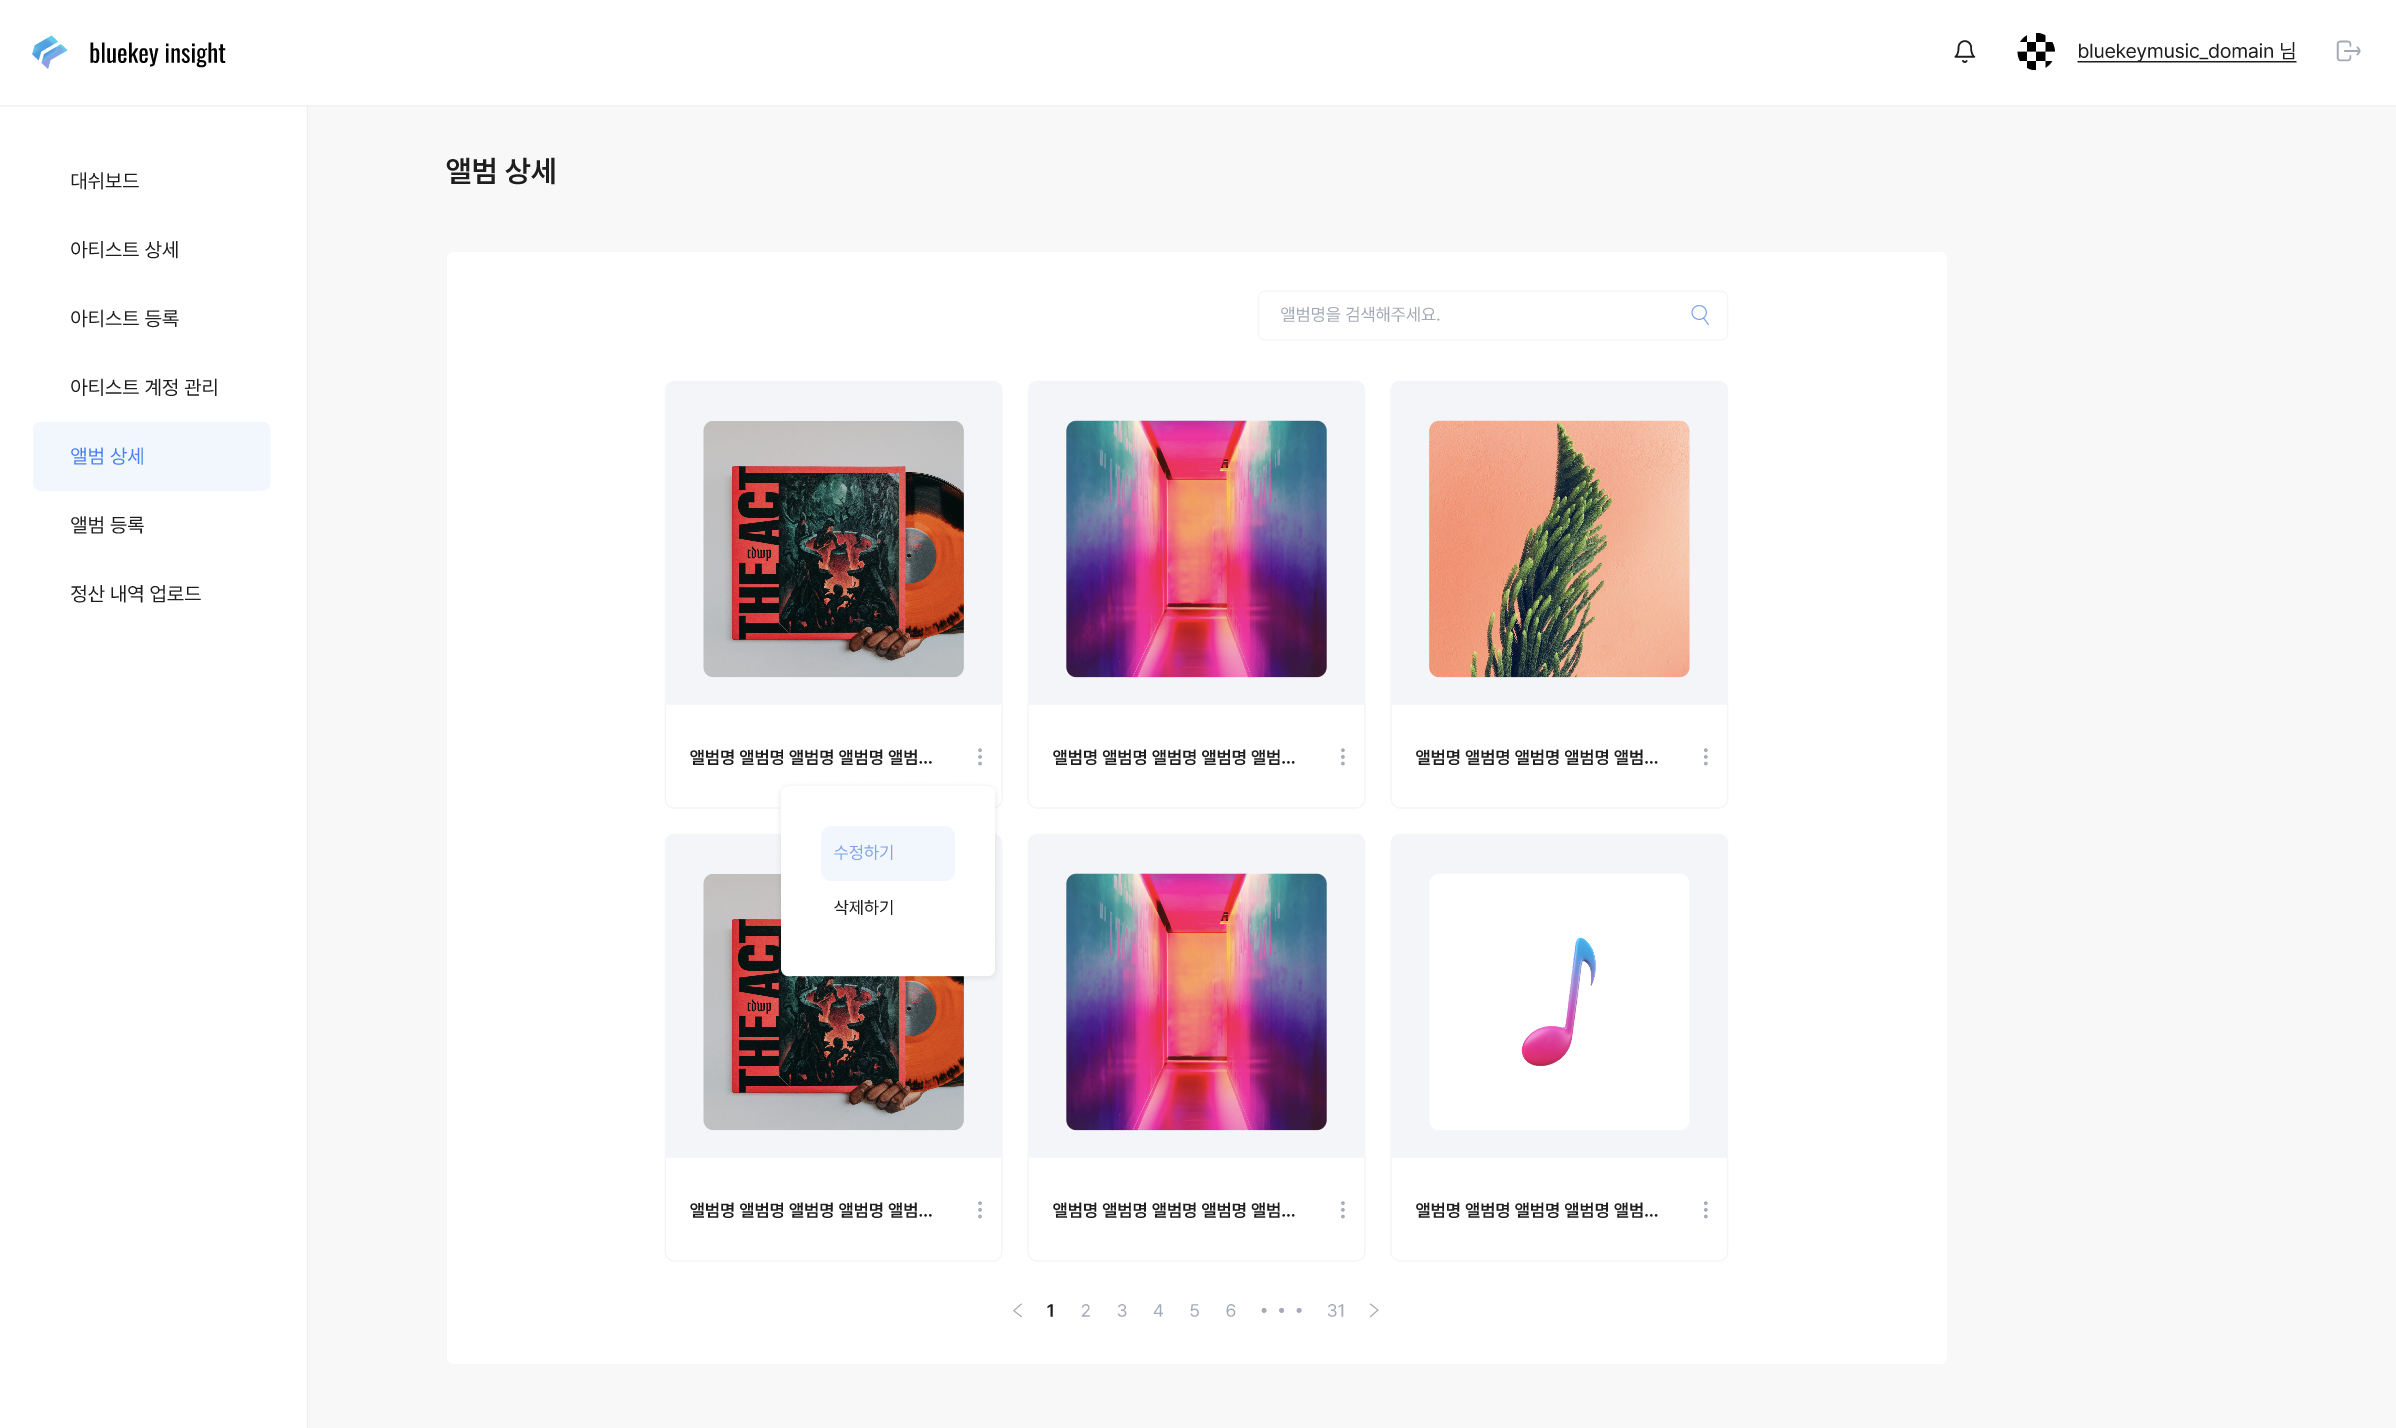 bluekey insight
bluekeymusic_domain 님
대쉬보드
아티스트 상세
아티스트 등록
아티스트 계정 관리
앨범 상세
앨범 등록
정산 내역 업로드
앨범 상세
앨범명을 검색해주세요.
THE ACT
tdwp
앨범명 앨범명 앨범명 앨범명 앨범...
앨범명 앨범명 앨범명 앨범명 앨범...
앨범명 앨범명 앨범명 앨범명 앨범...
수정하기
삭제하기
THE ACT
tdwp
앨범명 앨범명 앨범명 앨범명 앨범...
앨범명 앨범명 앨범명 앨범명 앨범...
앨범명 앨범명 앨범명 앨범명 앨범...
1 2 3 4 5 6 • • • 31